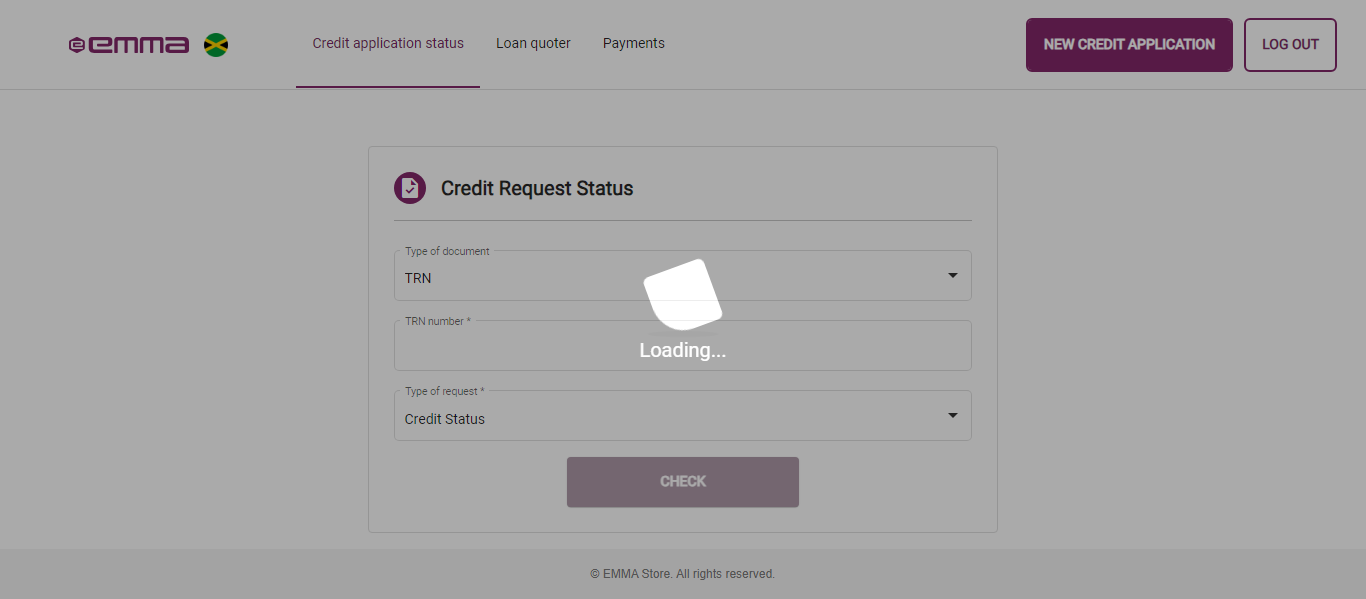 emma
Credit application status
Loan quoter
Payments
NEW CREDIT APPLICATION
LOG OUT
Credit Request Status
Type of document
TRN
TRN number *
Loading...
Type of request *
Credit Status
CHECK
© EMMA Store. All rights reserved.